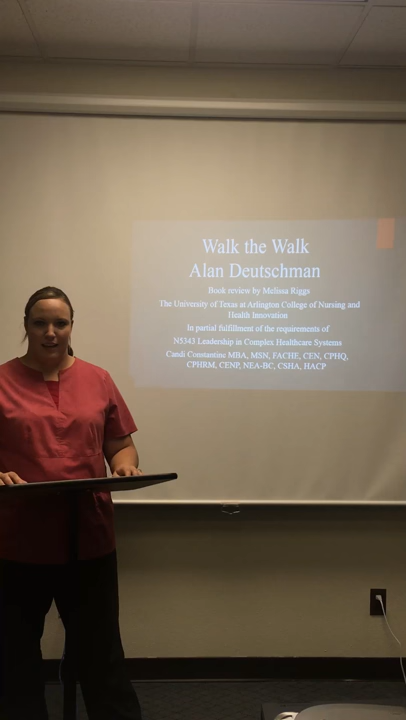 Walk the Walk
Alan Deutschman
Book review by Melissa Riggs
The University of Texas at Arlington College of Nursing and
Health Innovation
In partial fulfillment of the requirements of
N5343 Leadership in Complex Healthcare Systems
Candi Constantine MBA, MSN, FACHE, CEN, CPHQ,
CPHRM, CENP, NEA-BC, CSHA, HACP